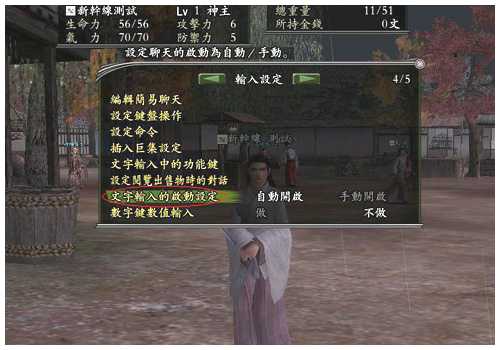 新幹線測試 Lv 1 神主 總重量 11/51
生命力 56/56 攻擊力 6 所持金錢 0文
氣 力 70/70 防禦力 5
設定聊天的啟動為自動／手動。
輸入設定 4/5
編輯簡易聊天
設定鍵盤操作
設定命令
插入巨集設定
文字輸入中的功能鍵
新幹線測試
設定閱覽出售物時的對話
文字輸入的啟動設定 自動開啟 手動開啟
數字鍵數值輸入 做 不做